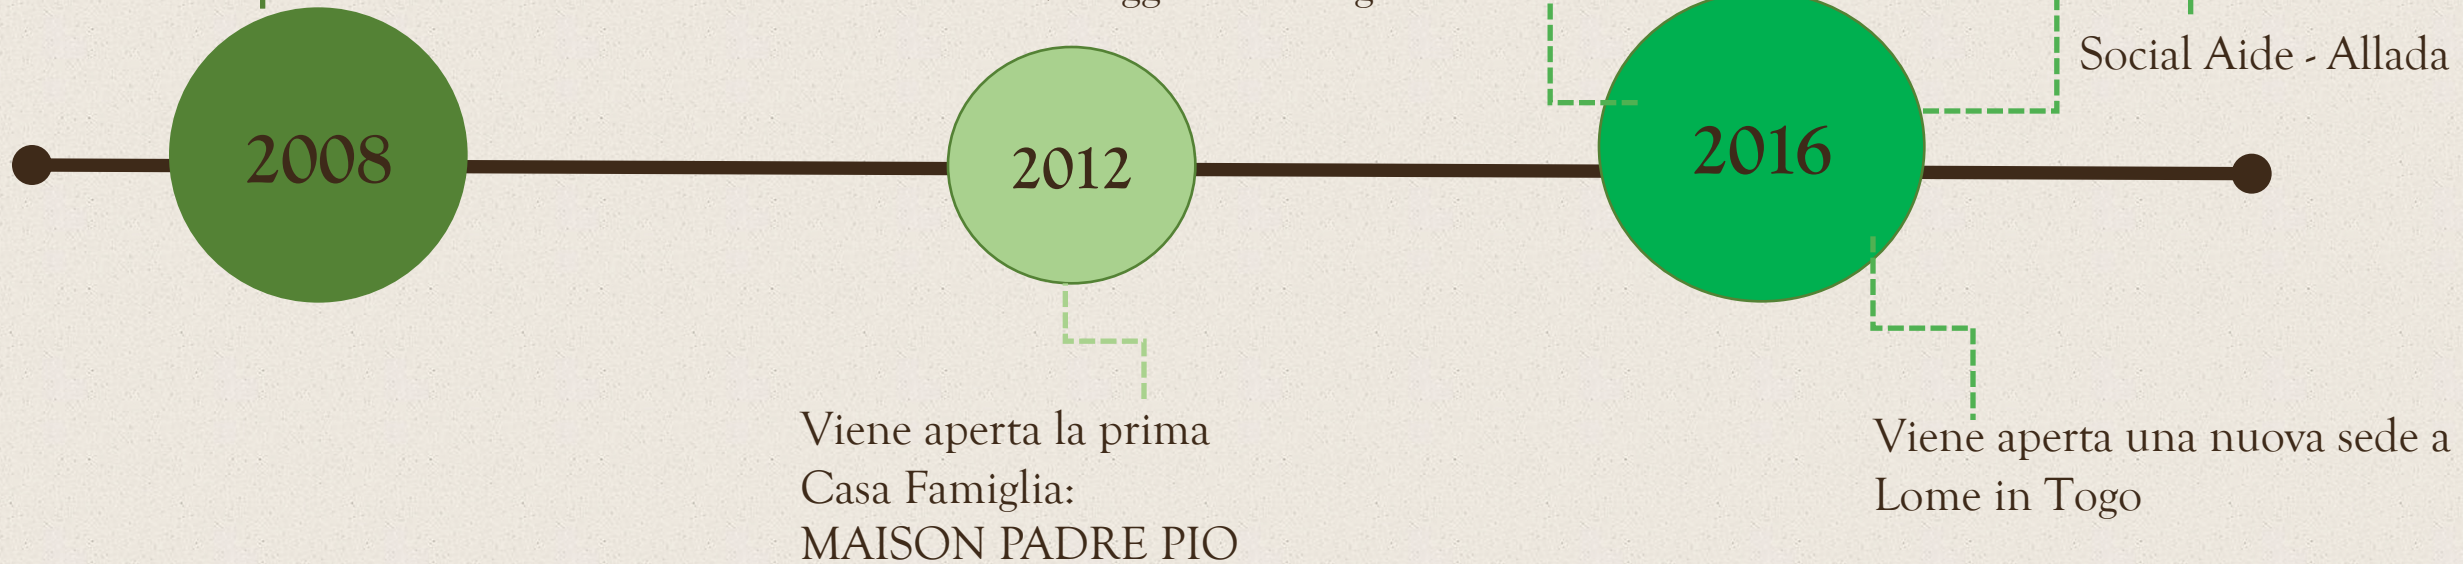 Social Aide - Allada
2008
2012
2016
Viene aperta la prima
Casa Famiglia:
MAISON PADRE PIO
Viene aperta una nuova sede a
Lome in Togo